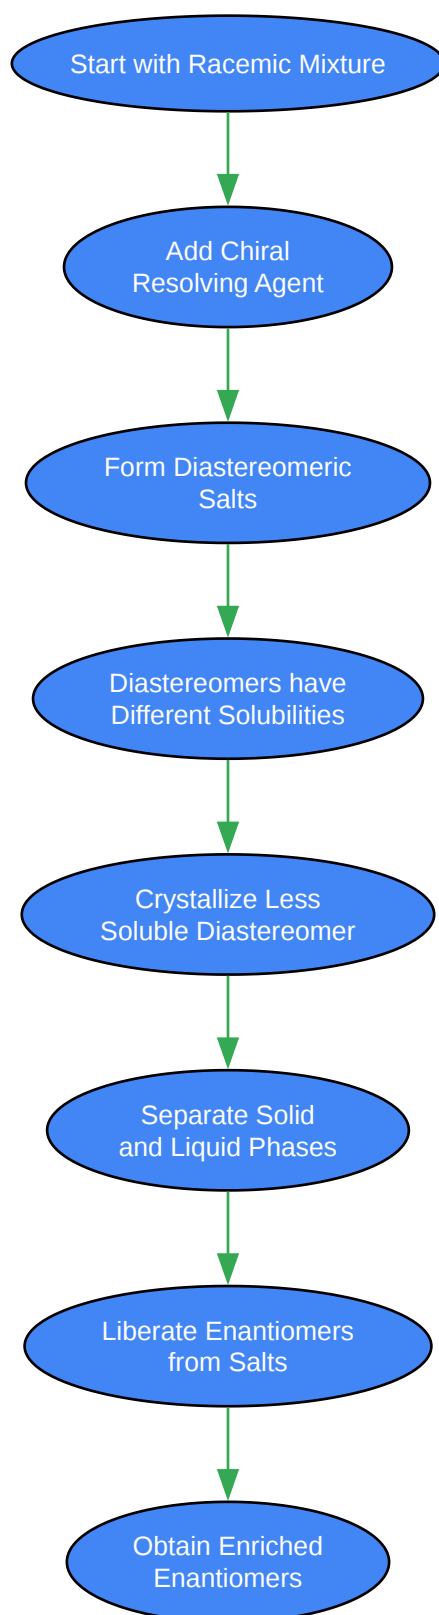 Start with Racemic Mixture
Add Chiral
Resolving Agent
Form Diastereomeric
Salts
Diastereomers have
Different Solubilities
Crystallize Less
Soluble Diastereomer
Separate Solid
and Liquid Phases
Liberate Enantiomers
from Salts
Obtain Enriched
Enantiomers